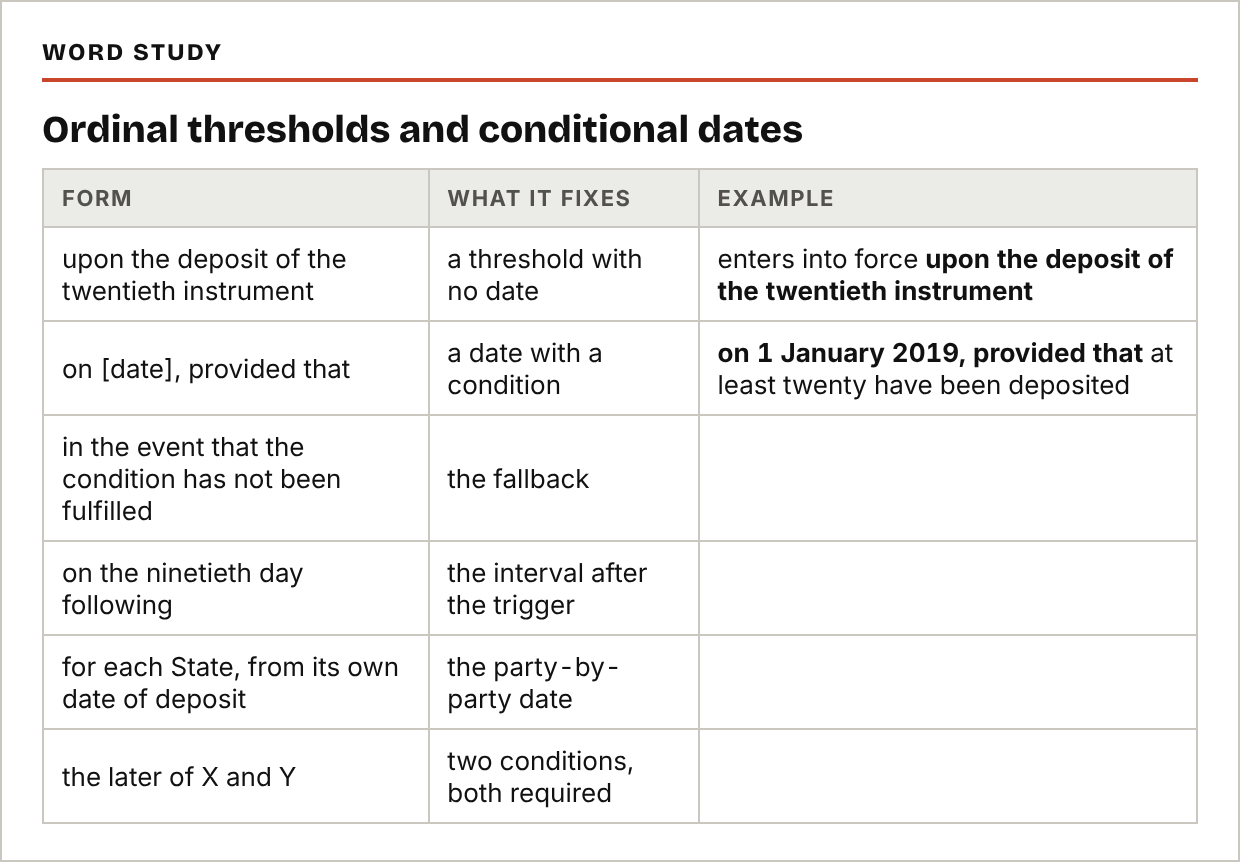 WORD STUDY
Ordinal thresholds and conditional dates
FORM
WHAT IT FIXES
EXAMPLE
upon the deposit of the
twentieth instrument
a threshold with
no date
enters into force upon the deposit of
the twentieth instrument
on [date], provided that
a date with a
condition
on 1 January 2019, provided that at
least twenty have been deposited
in the event that the
condition has not been
fulfilled
the fallback
on the ninetieth day
following
the interval after
the trigger
for each State, from its own
date of deposit
the party-by-
party date
the later of X and Y
two conditions,
both required